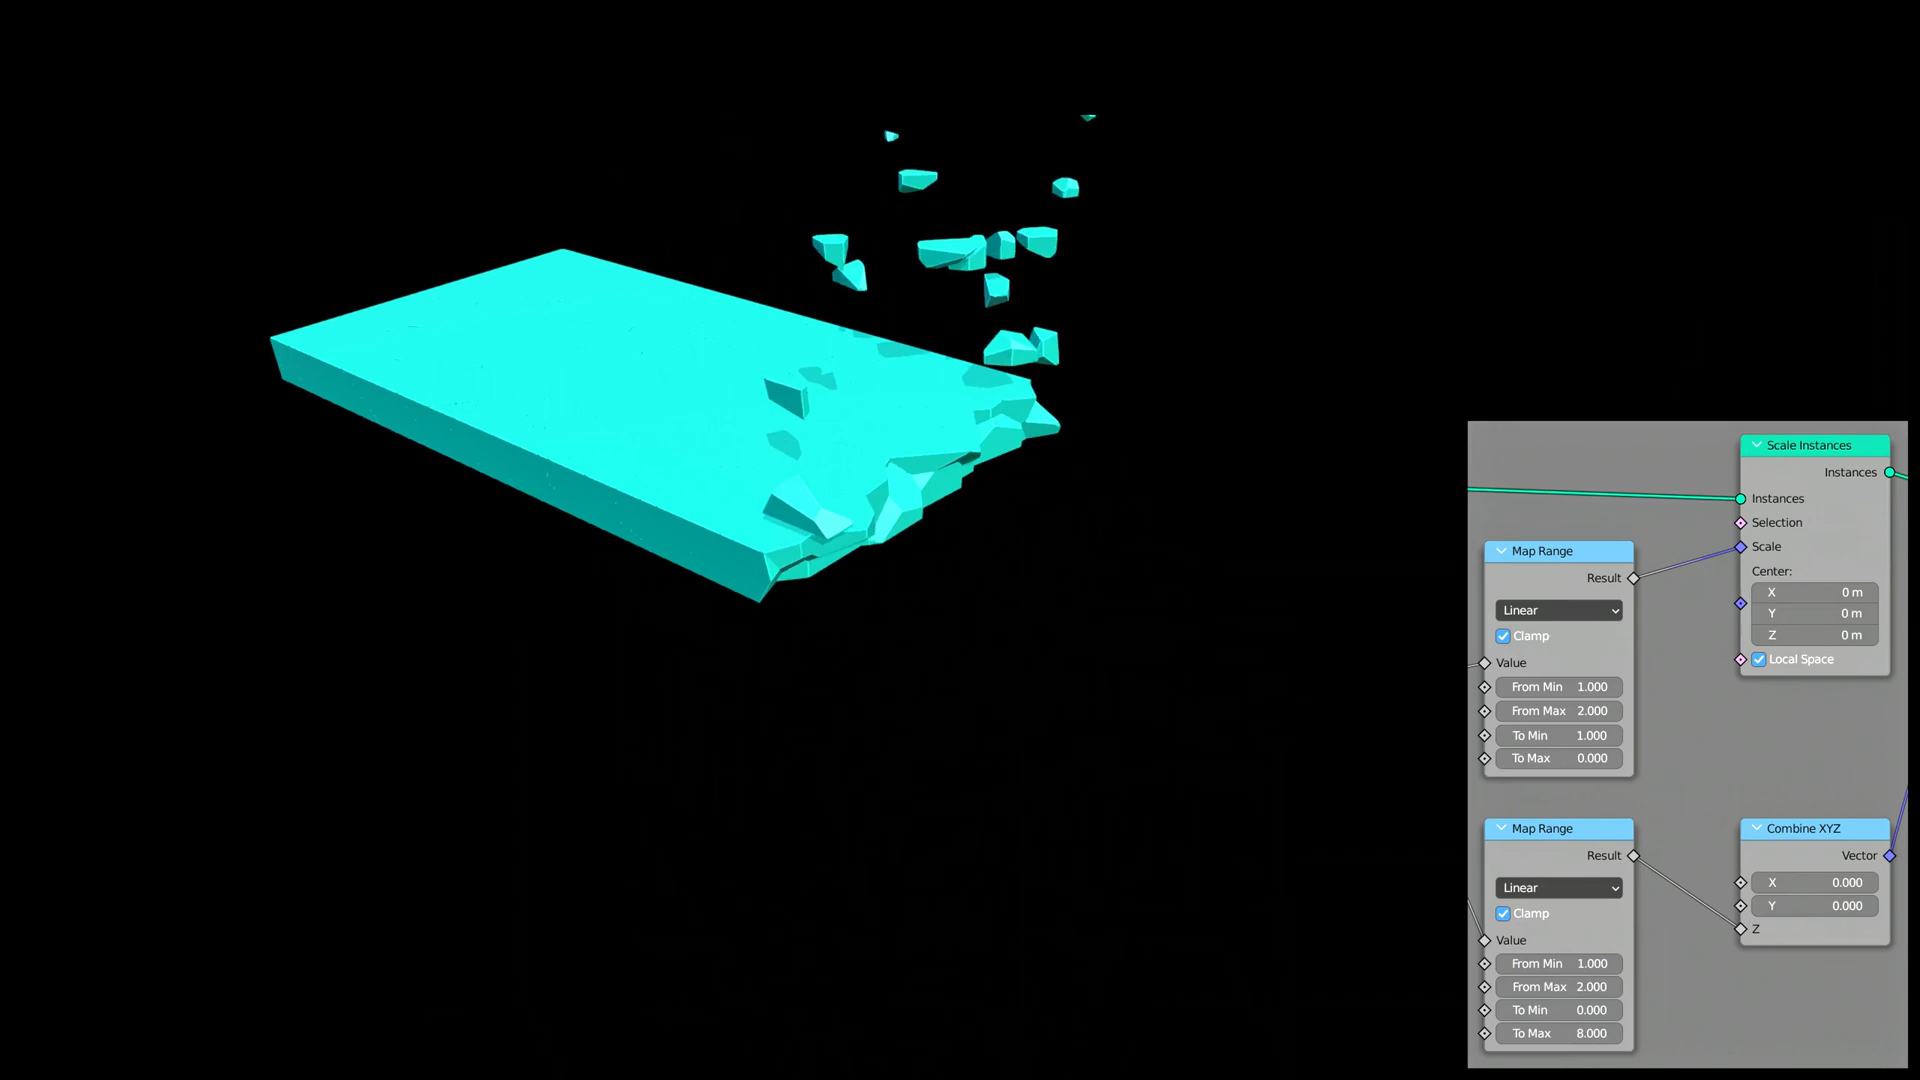 Scale Instances
Instances
Instances
Selection
Scale
Center:
X 0 m
Y 0 m
Z 0 m
Local Space
Map Range
Result
Linear
Clamp
Value
From Min 1.000
From Max 2.000
To Min 1.000
To Max 0.000
Map Range
Result
Linear
Clamp
Value
From Min 1.000
From Max 2.000
To Min 0.000
To Max 8.000
Combine XYZ
Vector
X 0.000
Y 0.000
Z